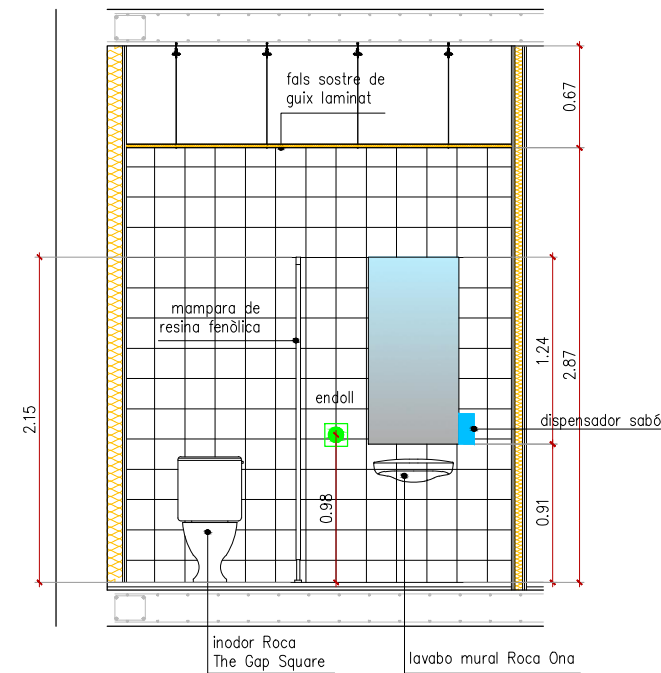 fals sostre de
guix laminat
0.67
mampara de
resina fenòlica
1.24
2.87
endoll
2.15
dispensador sabó
0.98
0.91
inodor Roca
The Gap Square
lavabo mural Roca Ona